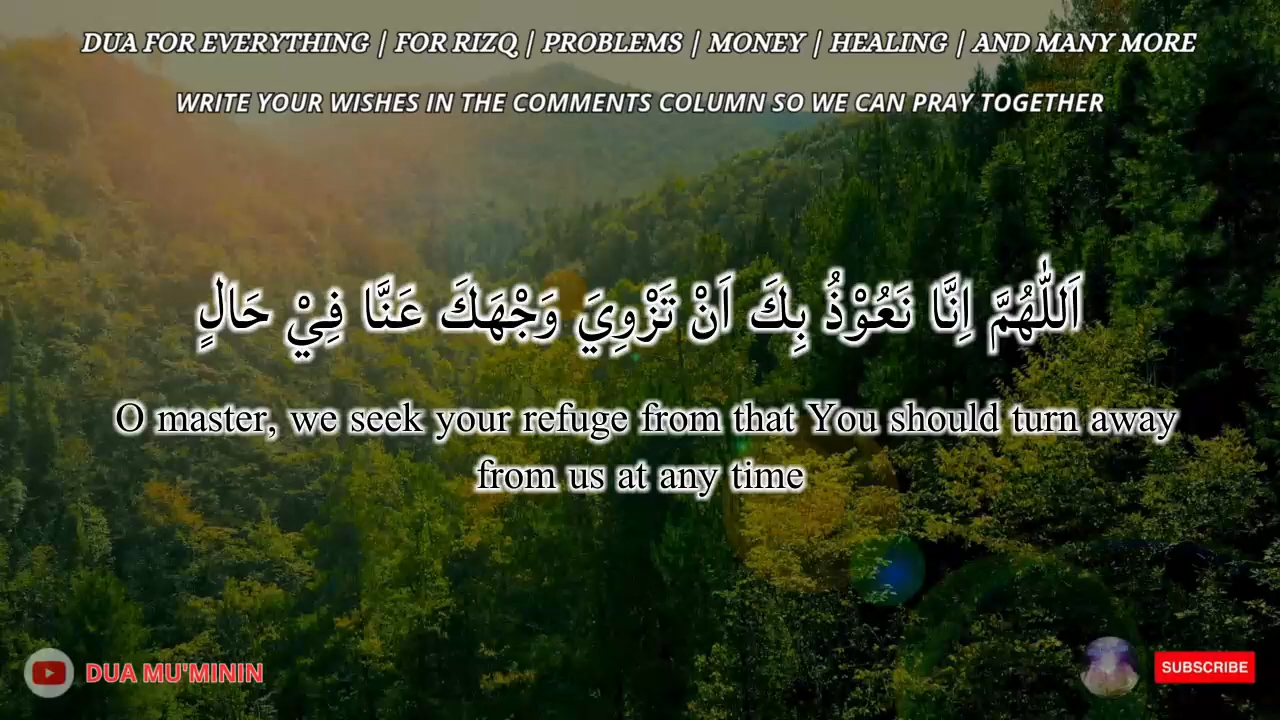 DUA FOR EVERYTHING | FOR RIZQ | PROBLEMS | MONEY | HEALING | AND MANY MORE
WRITE YOUR WISHES IN THE COMMENTS COLUMN SO WE CAN PRAY TOGETHER
اَللّٰهُمَّ اِنَّا نَعُوْذُ بِكَ اَنْ تَزْوِيَ وَجْهَكَ عَنَّا فِيْ حَالٍ
O master, we seek your refuge from that You should turn away
from us at any time
DUA MU'MININ
SUBSCRIBE